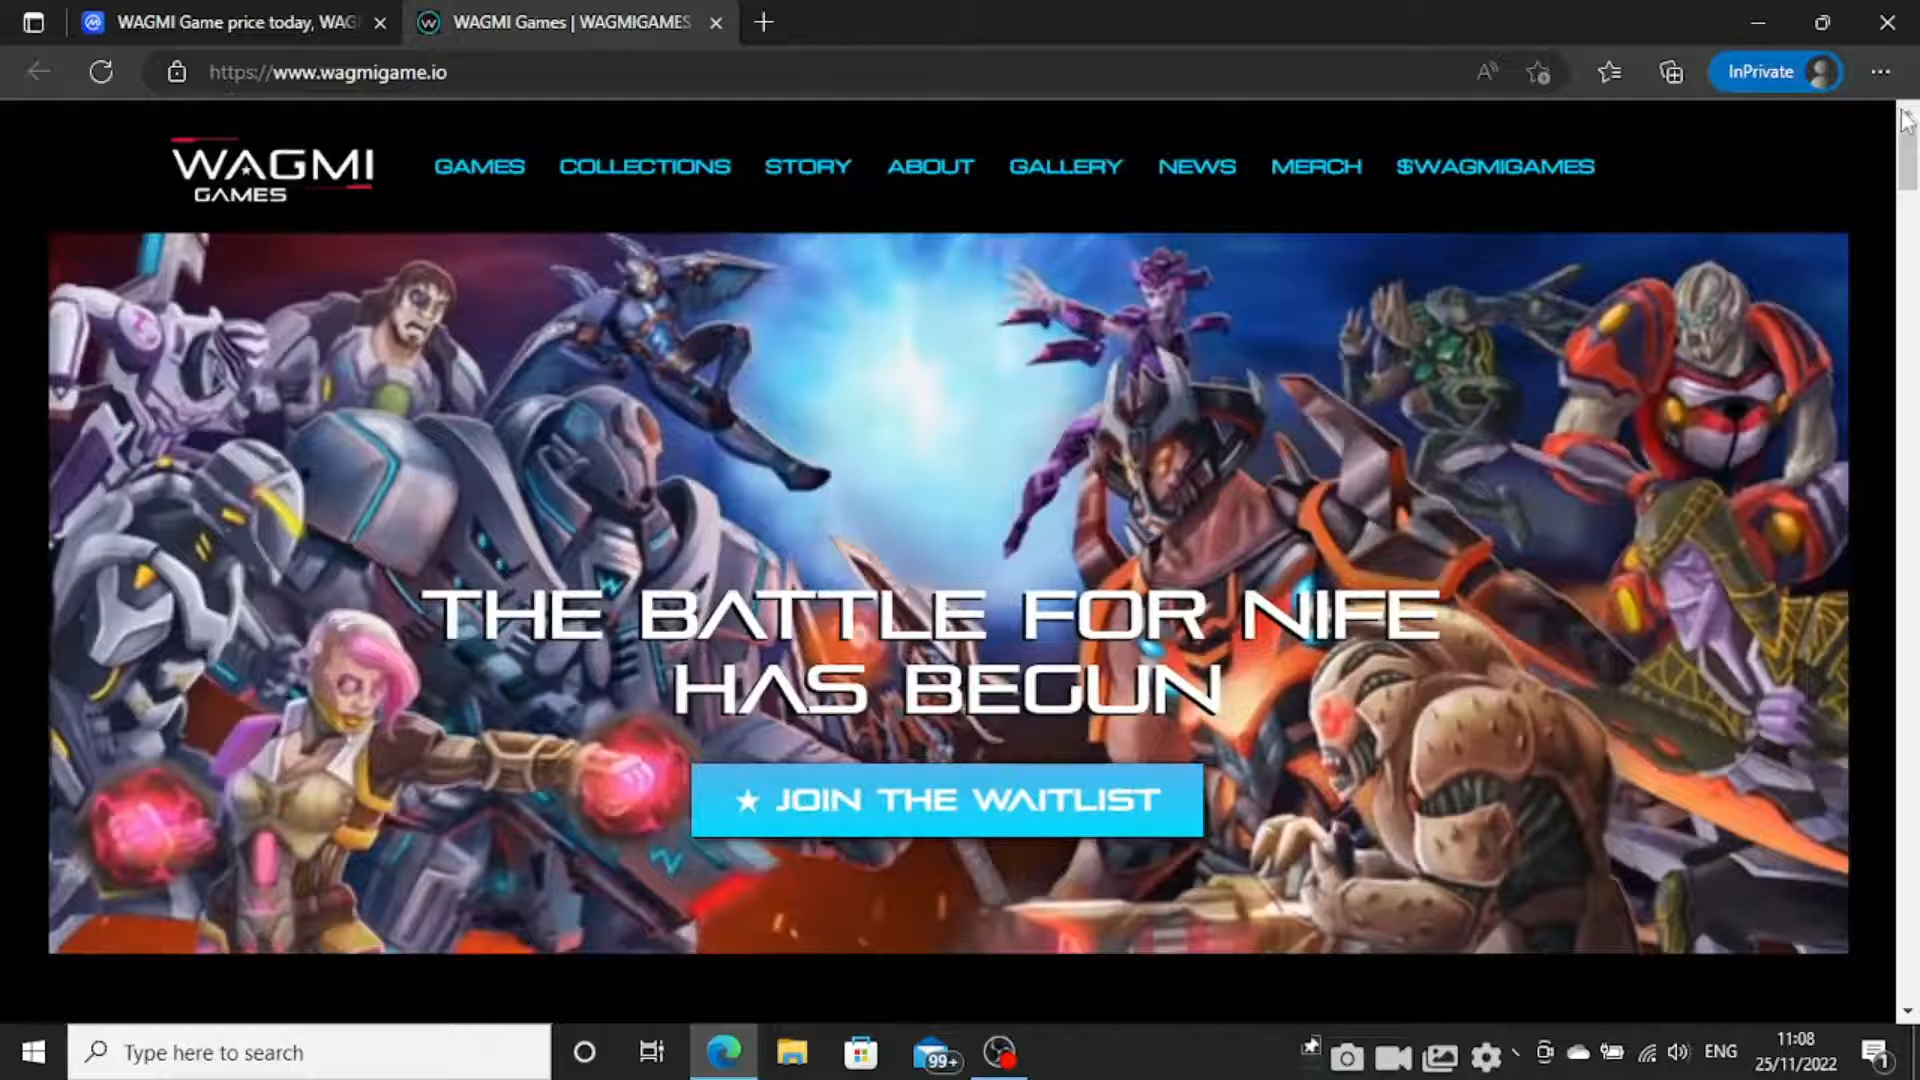 WAGMI Game price today, WAG
WAGMI Games | WAGMIGAMES
https://www.wagmigame.io
InPrivate
WAGMI
GAMES
GAMES COLLECTIONS STORY ABOUT GALLERY NEWS MERCH $WAGMIGAMES
THE BATTLE FOR NIFE
HAS BEGUN
★ JOIN THE WAITLIST
Type here to search
99+
ENG
11:08
25/11/2022
1